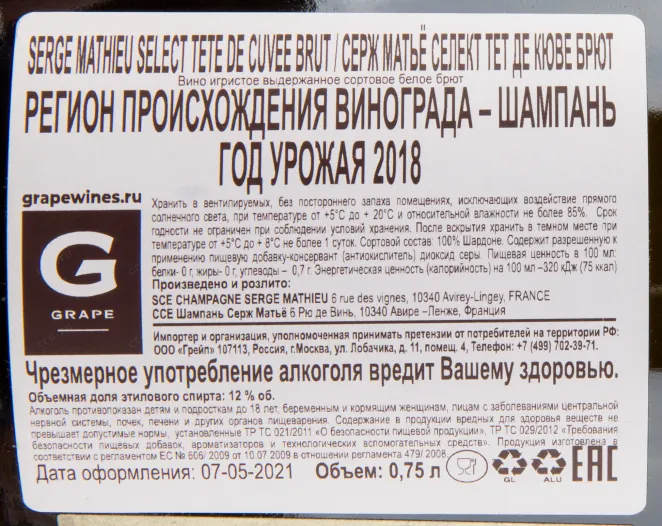 SERGE MATHIEU SELECT TETE DE CUVEE BRUT / СЕРЖ МАТЬЁ СЕЛЕКТ ТЕТ ДЕ КЮВЕ БРЮТ
Вино игристое выдержанное сортовое белое брют
РЕГИОН ПРОИСХОЖДЕНИЯ ВИНОГРАДА – ШАМПАНЬ
ГОД УРОЖАЯ 2018
grapewines.ru
G
GRAPE
Хранить в вентилируемых, без постороннего запаха помещениях, исключающих воздействие прямого
солнечного света, при температуре от +5°С до + 20°С и относительной влажности не более 85%. Срок
годности не ограничен при соблюдении условий хранения. После вскрытия хранить в темном месте при
температуре от +5°С до + 8°С не более 1 суток. Сортовой состав: 100% Шардоне. Содержит разрешенную к
применению пищевую добавку-консервант (антиокислитель) диоксид серы. Пищевая ценность в 100 мл:
белки- 0 г, жиры- 0 г, углеводы – 0,7 г. Энергетическая ценность (калорийность) на 100 мл –320 кДж (75 ккал)
Произведено и розлито:
SCE CHAMPAGNE SERGE MATHIEU 6 rue des vignes, 10340 Avirey-Lingey, FRANCE
ССЕ Шампань Серж Матьё 6 Рю де Винь, 10340 Авире -Ленже, Франция
Импортер и организация, уполномоченная принимать претензии от потребителей на территории РФ:
ООО «Грейп» 107113, Россия, г.Москва, ул. Лобачика, д. 11, помещ. 4, Телефон: +7 (499) 702-39-71.
Чрезмерное употребление алкоголя вредит Вашему здоровью.
Объемная доля этилового спирта: 12 % об.
Алкоголь противопоказан детям и подросткам до 18 лет, беременным и кормящим женщинам, лицам с заболеваниями центральной
нервной системы, почек, печени и других органов пищеварения. Содержание в продукции вредных для здоровья веществ не
превышает допустимые нормы, установленные ТР ТС 021/2011 «О безопасности пищевой продукции», ТР ТС 029/2012 «Требования
безопасности пищевых добавок, ароматизаторов и технологических вспомогательных средств». Продукция изготовлена в
соответствии с регламентом ЕС № 606/ 2009 от 10.07.2009 в отношении регламента 479/ 2008.
Дата оформления: 07-05-2021 Объем: 0,75 л GL ALU EAC